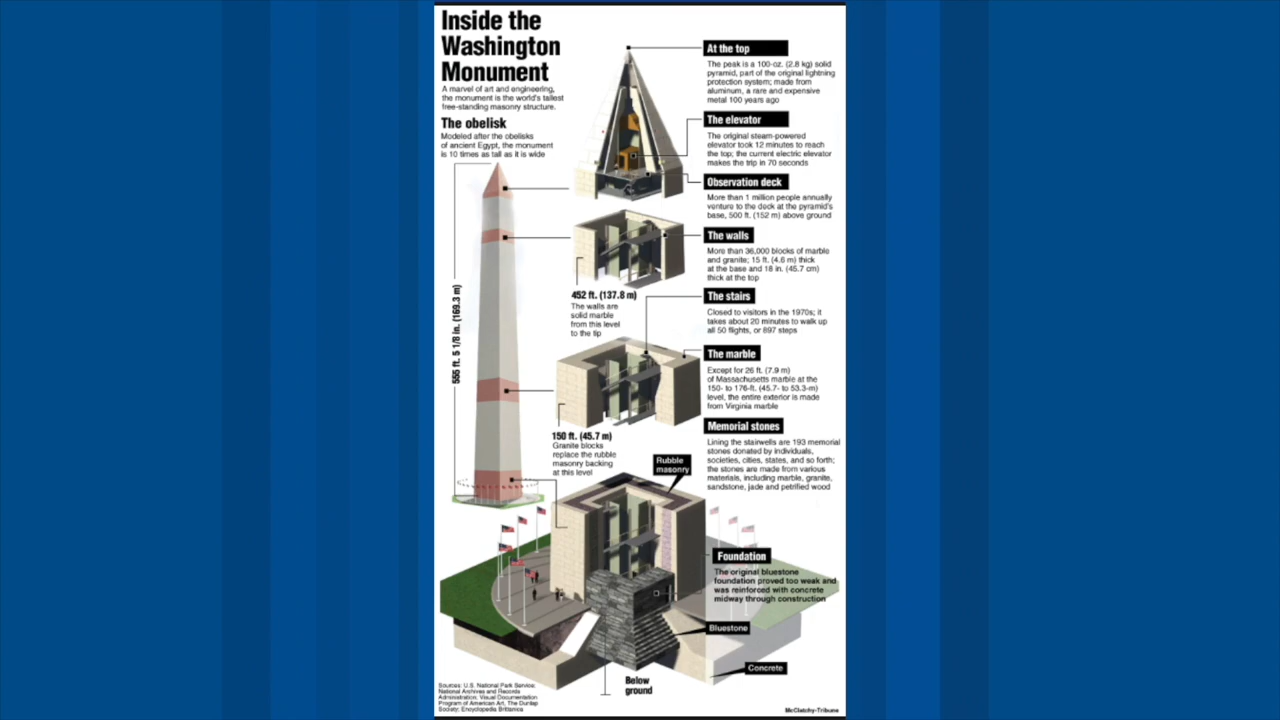 Inside the
Washington
Monument
A marvel of art and engineering,
the monument is the world's tallest
free-standing masonry structure.
The obelisk
Modeled after the obelisks
of ancient Egypt, the monument
is 10 times as tall as it is wide
555 ft. 5 1/8 in. (169.3 m)
At the top
The peak is a 100-oz. (2.8 kg) solid
pyramid, part of the original lightning
protection system; made from
aluminum, a rare and expensive
metal 100 years ago
The elevator
The original steam-powered
elevator took 12 minutes to reach
the top; the current electric elevator
makes the trip in 70 seconds
Observation deck
More than 1 million people annually
venture to the deck at the pyramid's
base, 500 ft. (152 m) above ground
The walls
More than 36,000 blocks of marble
and granite; 15 ft. (4.6 m) thick
at the base and 18 in. (45.7 cm)
thick at the top
452 ft. (137.8 m)
The walls are
solid marble
from this level
to the tip
The stairs
Closed to visitors in the 1970s; it
takes about 20 minutes to walk up
all 50 flights, or 897 steps
The marble
Except for 26 ft. (7.9 m)
of Massachusetts marble at the
150- to 176-ft. (45.7- to 53.3-m)
level, the entire exterior is made
from Virginia marble
150 ft. (45.7 m)
Granite blocks
replace the rubble
masonry backing
at this level
Memorial stones
Lining the stairwells are 193 memorial
stones donated by individuals,
societies, cities, states, and so forth;
the stones are made from various
materials, including marble, granite,
sandstone, jade and petrified wood
Rubble
masonry
Foundation
The original bluestone
foundation proved too weak and
was reinforced with concrete
midway through construction
Bluestone
Concrete
Below
ground
Sources: U.S. National Park Service;
National Archives and Records
Administration; Visual Documentation
Program of American Art, The Dunlap
Society; Encyclopedia Britannica
McClatchy-Tribune